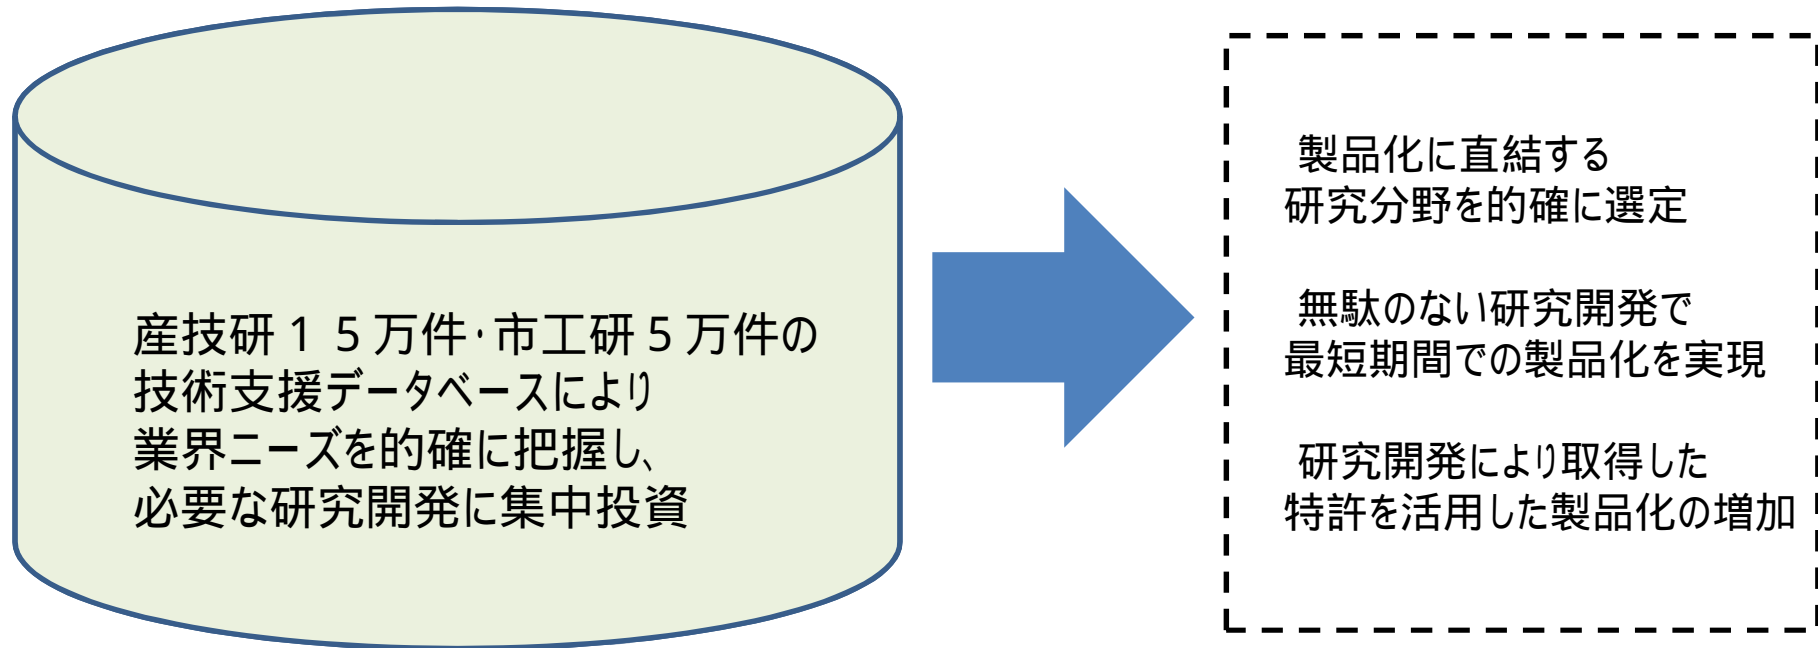 産技研１５万件･市工研５万件の
技術支援データベースにより
業界ニーズを的確に把握し、
必要な研究開発に集中投資
製品化に直結する
研究分野を的確に選定
無駄のない研究開発で
最短期間での製品化を実現
研究開発により取得した
特許を活用した製品化の増加